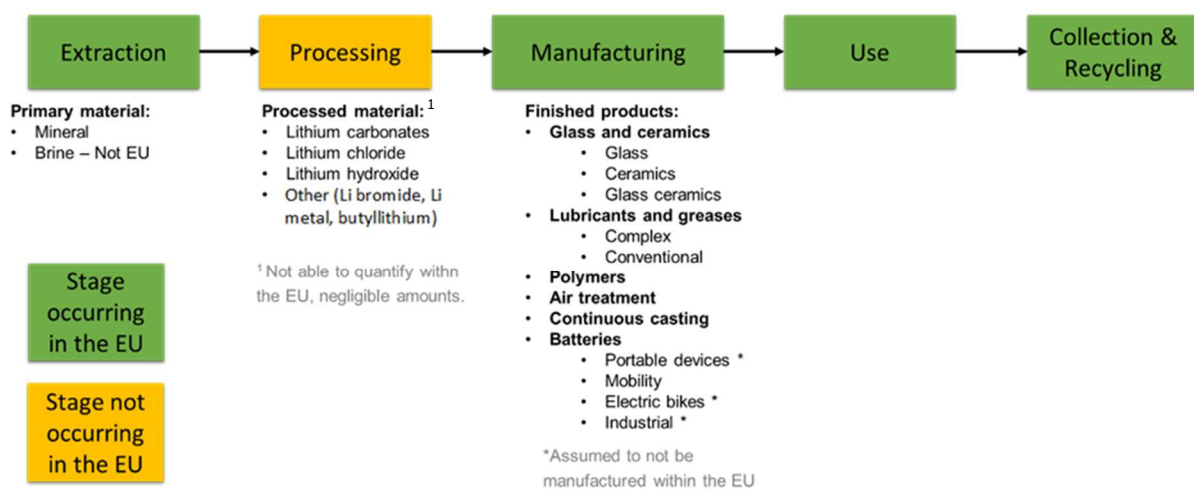 Extraction
Processing
Manufacturing
Use
Collection &
Recycling
Primary material:
• Mineral
• Brine – Not EU
Processed material:1
• Lithium carbonates
• Lithium chloride
• Lithium hydroxide
• Other (Li bromide, Li
metal, butyllithium)
1 Not able to quantify withn
the EU, negligible amounts.
Finished products:
• Glass and ceramics
• Glass
• Ceramics
• Glass ceramics
• Lubricants and greases
• Complex
• Conventional
• Polymers
• Air treatment
• Continuous casting
• Batteries
• Portable devices *
• Mobility
• Electric bikes *
• Industrial *
*Assumed to not be
manufactured within the EU
Stage
occurring
in the EU
Stage not
occurring
in the EU